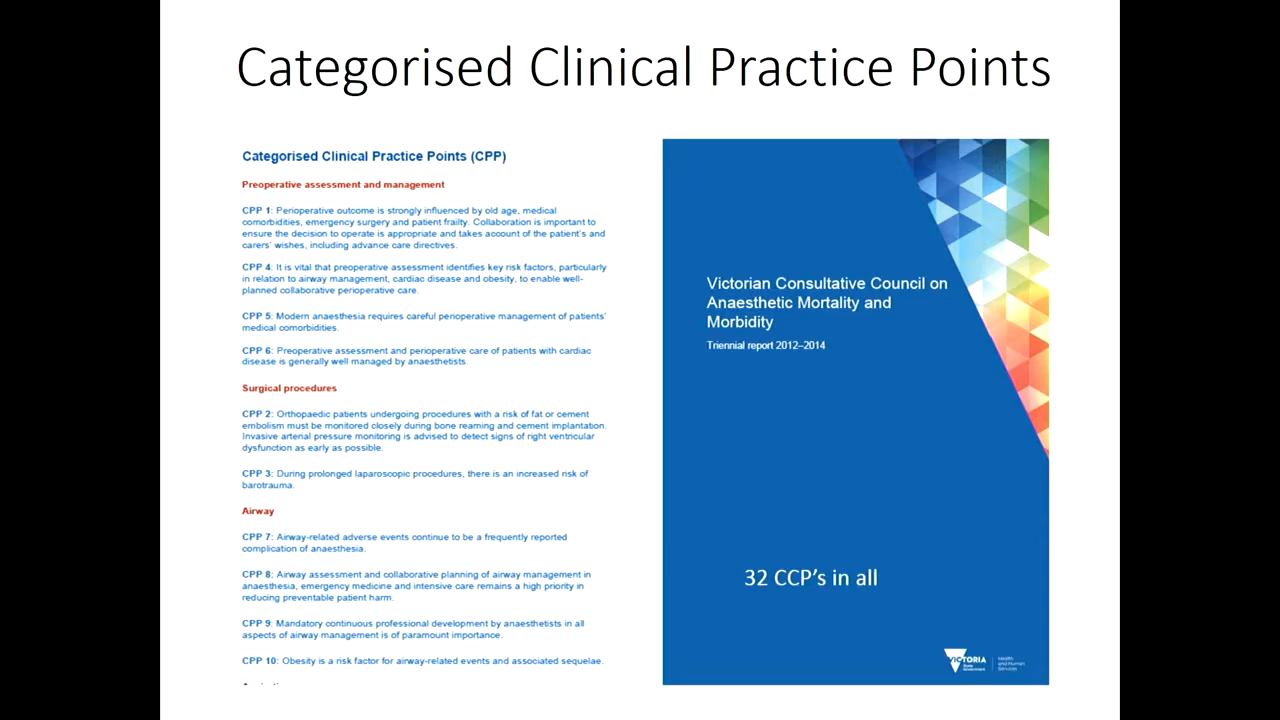 Categorised Clinical Practice Points
Categorised Clinical Practice Points (CPP)
Preoperative assessment and management
CPP 1: Perioperative outcome is strongly influenced by old age, medical
comorbidities, emergency surgery and patient frailty. Collaboration is important to
ensure the decision to operate is appropriate and takes account of the patient's and
carers' wishes, including advance care directives.
CPP 4: It is vital that preoperative assessment identifies key risk factors, particularly
in relation to airway management, cardiac disease and obesity, to enable well-
planned collaborative perioperative care.
CPP 5: Modern anaesthesia requires careful perioperative management of patients'
medical comorbidities.
CPP 6: Preoperative assessment and perioperative care of patients with cardiac
disease is generally well managed by anaesthetists.
Surgical procedures
CPP 2: Orthopaedic patients undergoing procedures with a risk of fat or cement
embolism must be monitored closely during bone reaming and cement implantation.
Invasive arterial pressure monitoring is advised to detect signs of right ventricular
dysfunction as early as possible.
CPP 3: During prolonged laparoscopic procedures, there is an increased risk of
barotrauma.
Airway
CPP 7: Airway-related adverse events continue to be a frequently reported
complication of anaesthesia.
CPP 8: Airway assessment and collaborative planning of airway management in
anaesthesia, emergency medicine and intensive care remains a high priority in
reducing preventable patient harm.
CPP 9: Mandatory continuous professional development by anaesthetists in all
aspects of airway management is of paramount importance.
CPP 10: Obesity is a risk factor for airway-related events and associated sequelae.
Victorian Consultative Council on
Anaesthetic Mortality and
Morbidity
Triennial report 2012–2014
32 CCP's in all
VICTORIA
State
Government
Health
and Human
Services